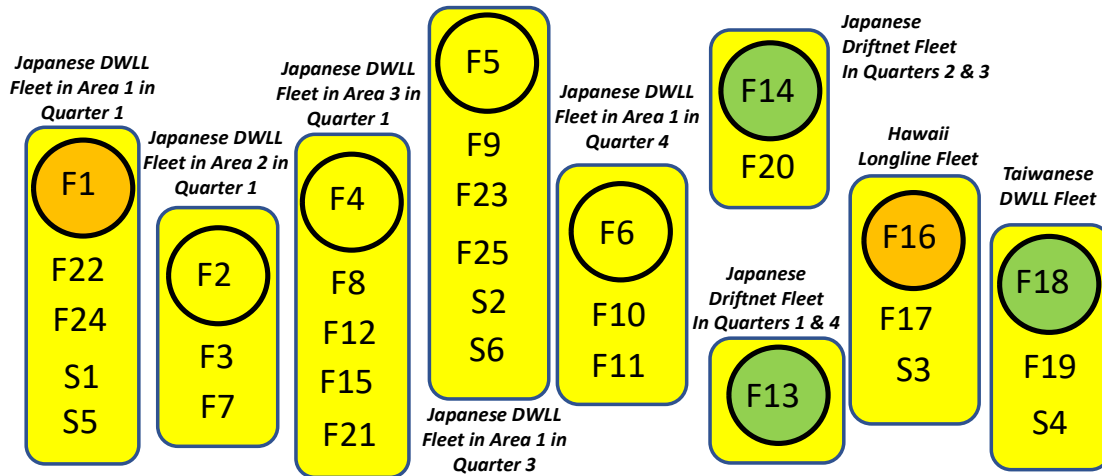 Japanese DWLL
Fleet in Area 1 in
Quarter 1
F1
F22
F24
S1
S5
Japanese DWLL
Fleet in Area 2 in
Quarter 1
F2
F3
F7
Japanese DWLL
Fleet in Area 3 in
Quarter 1
F4
F8
F12
F15
F21
F5
F9
F23
F25
S2
S6
Japanese DWLL
Fleet in Area 1 in
Quarter 3
Japanese DWLL
Fleet in Area 1 in
Quarter 4
F6
F10
F11
Japanese
Driftnet Fleet
In Quarters 2 & 3
F14
F20
Japanese
Driftnet Fleet
In Quarters 1 & 4
F13
Hawaii
Longline Fleet
F16
F17
S3
Taiwanese
DWLL Fleet
F18
F19
S4